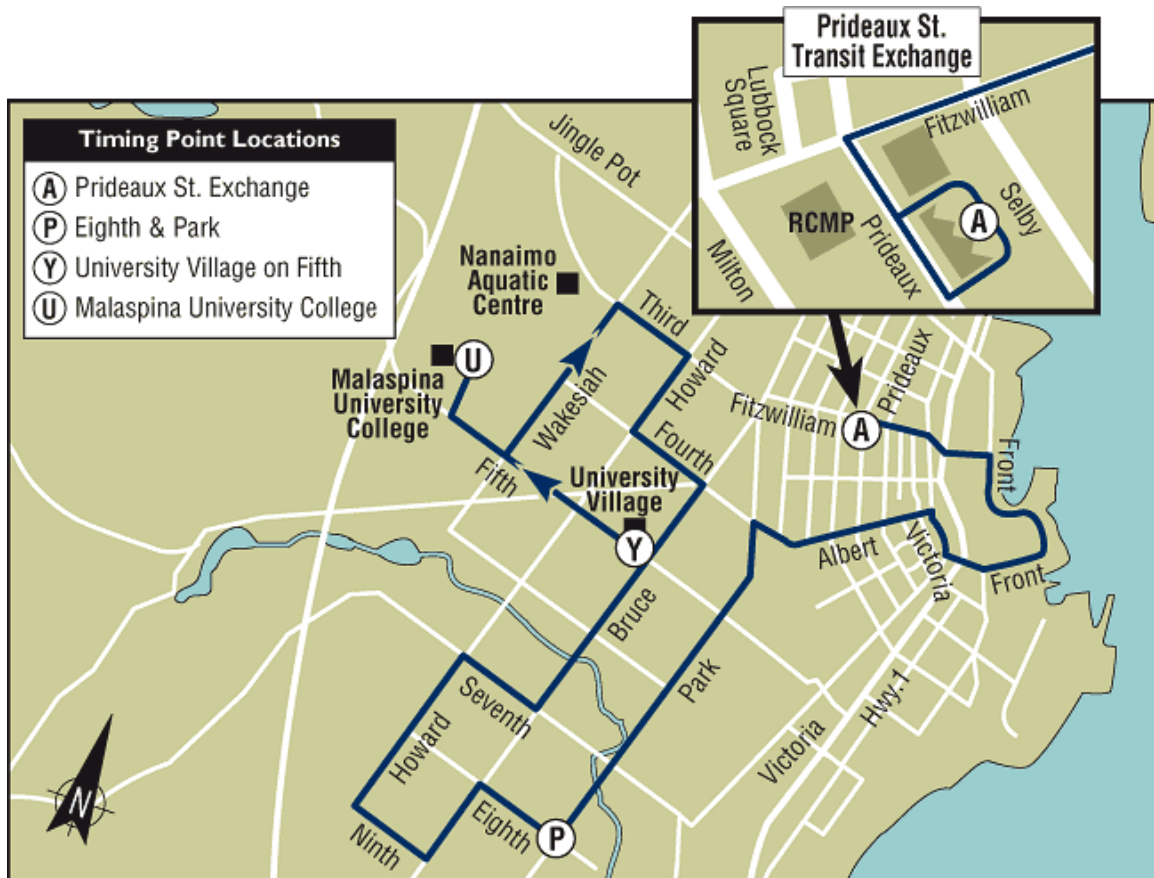 Prideaux St.
Transit Exchange
Lubbock
Square
Fitzwilliam
Selby
A
RCMP
Prideaux
Milton
Timing Point Locations
A Prideaux St. Exchange
P Eighth & Park
Y University Village on Fifth
U Malaspina University College
Jingle Pot
Nanaimo
Aquatic
Centre
Third
Howard
U
Malaspina
University
College
Wakesiah
Fourth
Fitzwilliam
Prideaux
A
Front
Fifth
University
Village
Y
Albert
Victoria
Front
Bruce
Park
Seventh
Howard
Victoria
Hwy.1
Eighth
Ninth
P
N